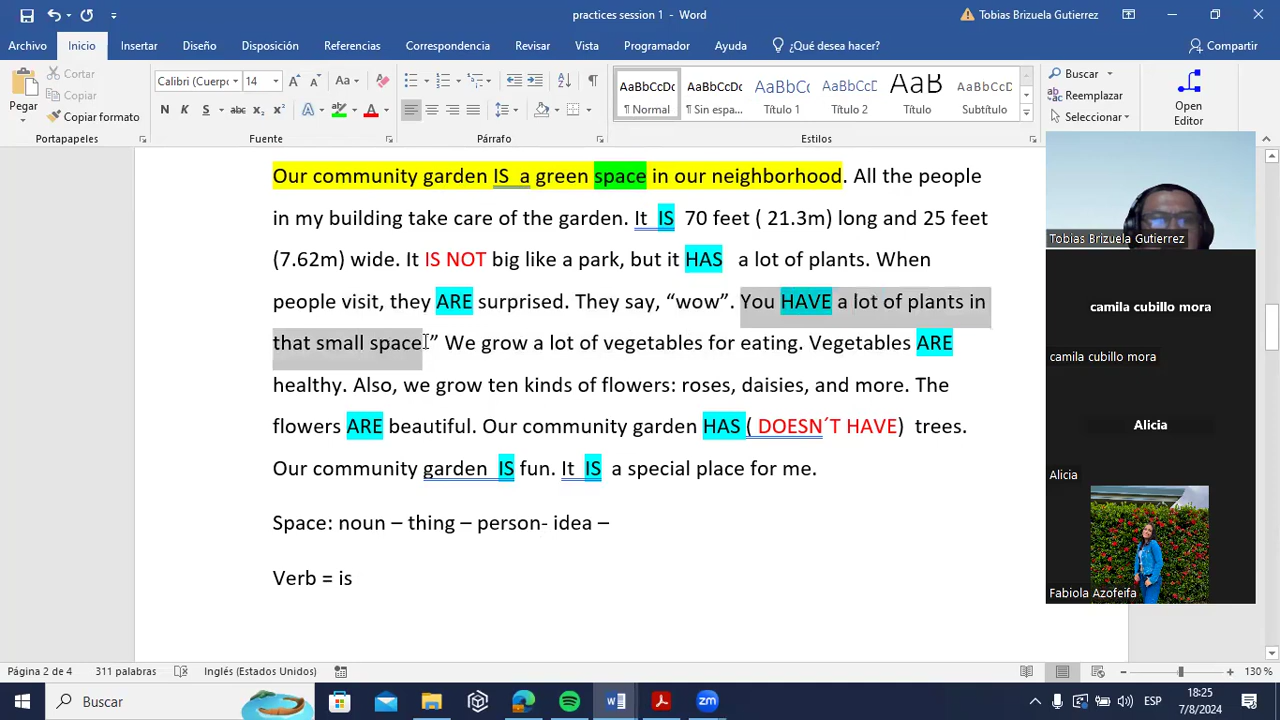 practices session 1 - Word
Tobias Brizuela Gutierrez
Archivo Inicio Insertar Diseño Disposición Referencias Correspondencia Revisar Vista Programador Ayuda ¿Qué desea hacer? Compartir
Pegar
Cortar
Copiar
Copiar formato
Portapapeles
Calibri (Cuerpo 14
Fuente
Párrafo
AaBbCcDc AaBbCcDc AaBbCc AaBbCcD AaB AaBbCcD
¶ Normal ¶ Sin espa... Título 1 Título 2 Título Subtítulo
Estilos
Buscar
Reemplazar
Seleccionar
Edición
Open
Editor
Our community garden IS a green space in our neighborhood. All the people
in my building take care of the garden. It IS 70 feet ( 21.3m) long and 25 feet
(7.62m) wide. It IS NOT big like a park, but it HAS a lot of plants. When
people visit, they ARE surprised. They say, “wow”. You HAVE a lot of plants in
that small space.” We grow a lot of vegetables for eating. Vegetables ARE
healthy. Also, we grow ten kinds of flowers: roses, daisies, and more. The
flowers ARE beautiful. Our community garden HAS ( DOESN´T HAVE) trees.
Our community garden IS fun. It IS a special place for me.
Space: noun – thing – person- idea –
Verb = is
Tobias Brizuela Gutierrez
camila cubillo mora
camila cubillo mora
Alicia
Alicia
Fabiola Azofeifa
Página 2 de 4 311 palabras Inglés (Estados Unidos) 130 %
Buscar
ESP
18:25
7/8/2024